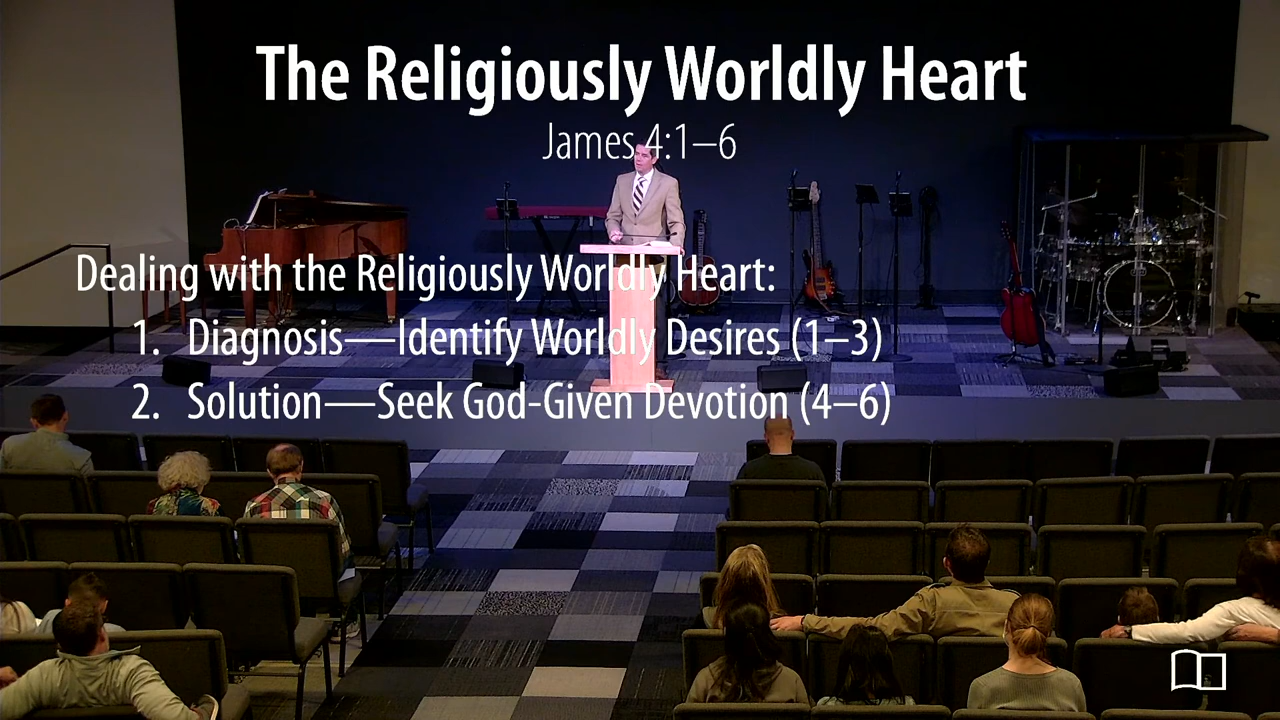 The Religiously Worldly Heart
James 4:1–6
Dealing with the Religiously Worldly Heart:
1. Diagnosis—Identify Worldly Desires (1–3)
2. Solution—Seek God-Given Devotion (4–6)